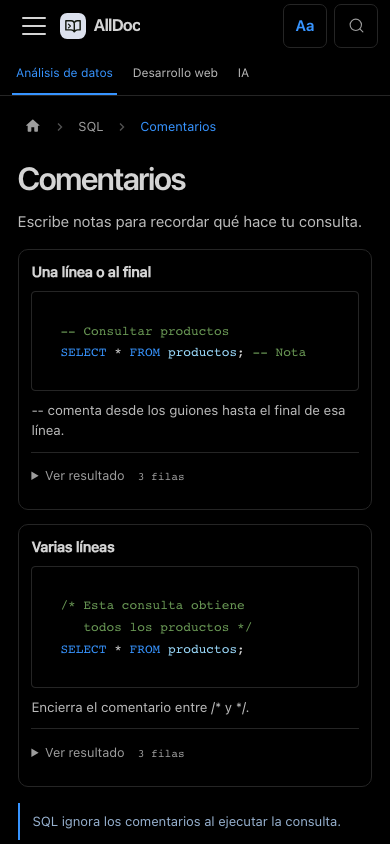 AllDoc
Aa
Análisis de datos
Desarrollo web
IA
SQL
Comentarios
Comentarios
Escribe notas para recordar qué hace tu consulta.
Una línea o al final
-- Consultar productos
SELECT * FROM productos; -- Nota
-- comenta desde los guiones hasta el final de esa
línea.
Ver resultado 3 filas
Varias líneas
/* Esta consulta obtiene
todos los productos */
SELECT * FROM productos;
Encierra el comentario entre /* y */.
Ver resultado 3 filas
SQL ignora los comentarios al ejecutar la consulta.